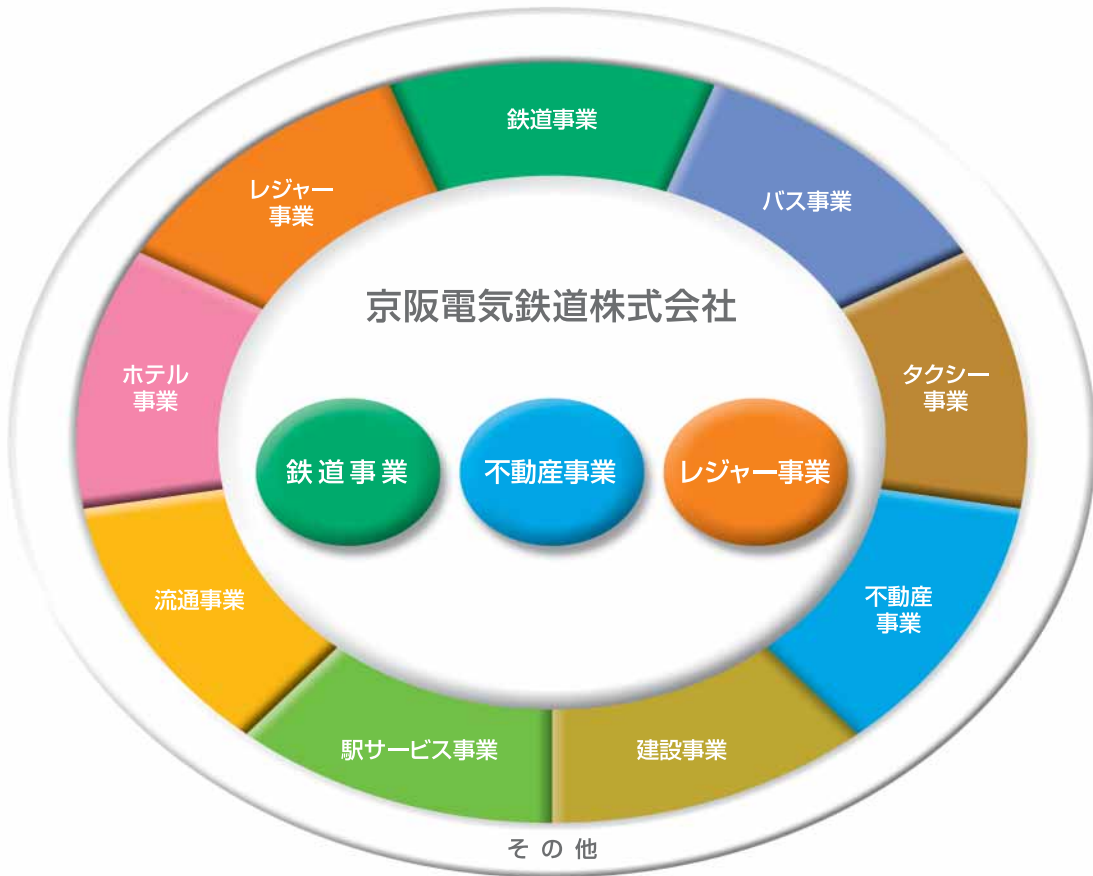 鉄道事業
バス事業
レジャー
事業
京阪電気鉄道株式会社
ホテル
事業
タクシー
事業
鉄道事業
不動産事業
レジャー事業
流通事業
不動産
事業
駅サービス事業
建設事業
その他